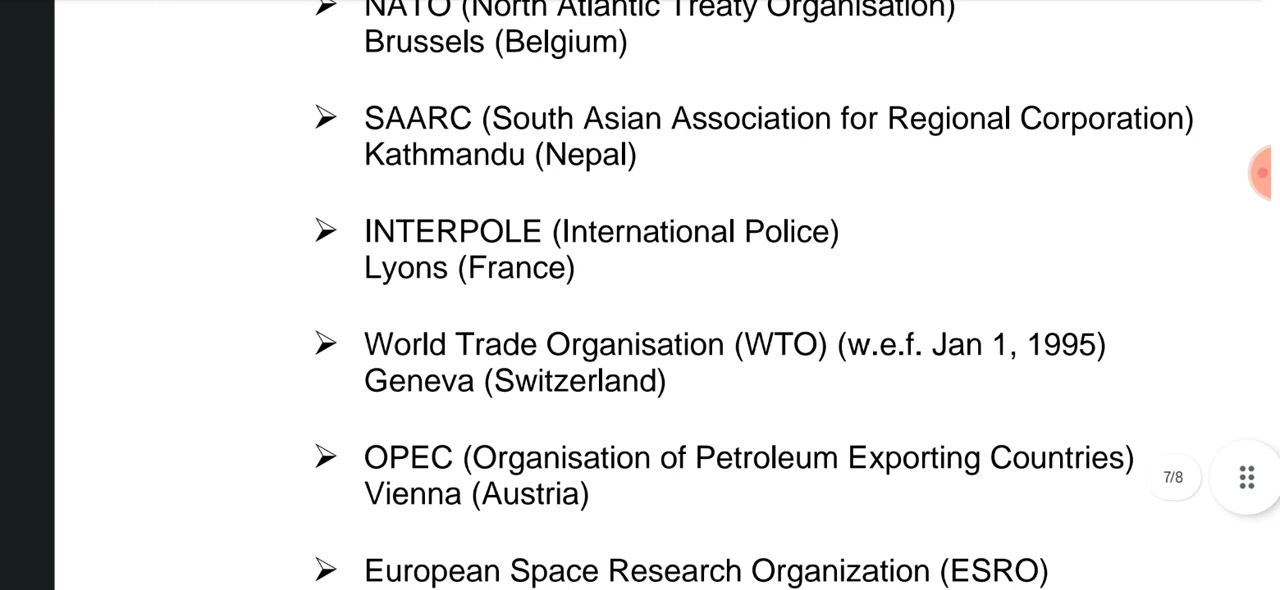 NATO (North Atlantic Treaty Organisation)
Brussels (Belgium)
SAARC (South Asian Association for Regional Corporation)
Kathmandu (Nepal)
INTERPOLE (International Police)
Lyons (France)
World Trade Organisation (WTO) (w.e.f. Jan 1, 1995)
Geneva (Switzerland)
OPEC (Organisation of Petroleum Exporting Countries)
7/8
Vienna (Austria)
European Space Research Organization (ESRO)